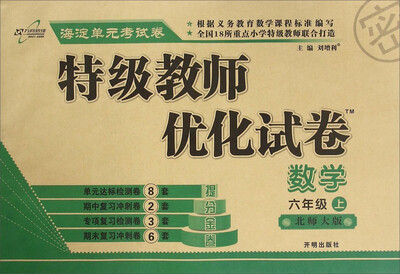 海淀单元考试卷
根据义务教育数学课程标准编写
全国18所重点小学特级教师联合打造
主编 刘增利
密
特级教师
优化试卷™
数学
六年级 上
北师大版
单元达标检测卷 8 套
期中复习冲刺卷 2 套
专项复习检测卷 3 套
期末复习冲刺卷 6 套
提分金卷
开明出版社